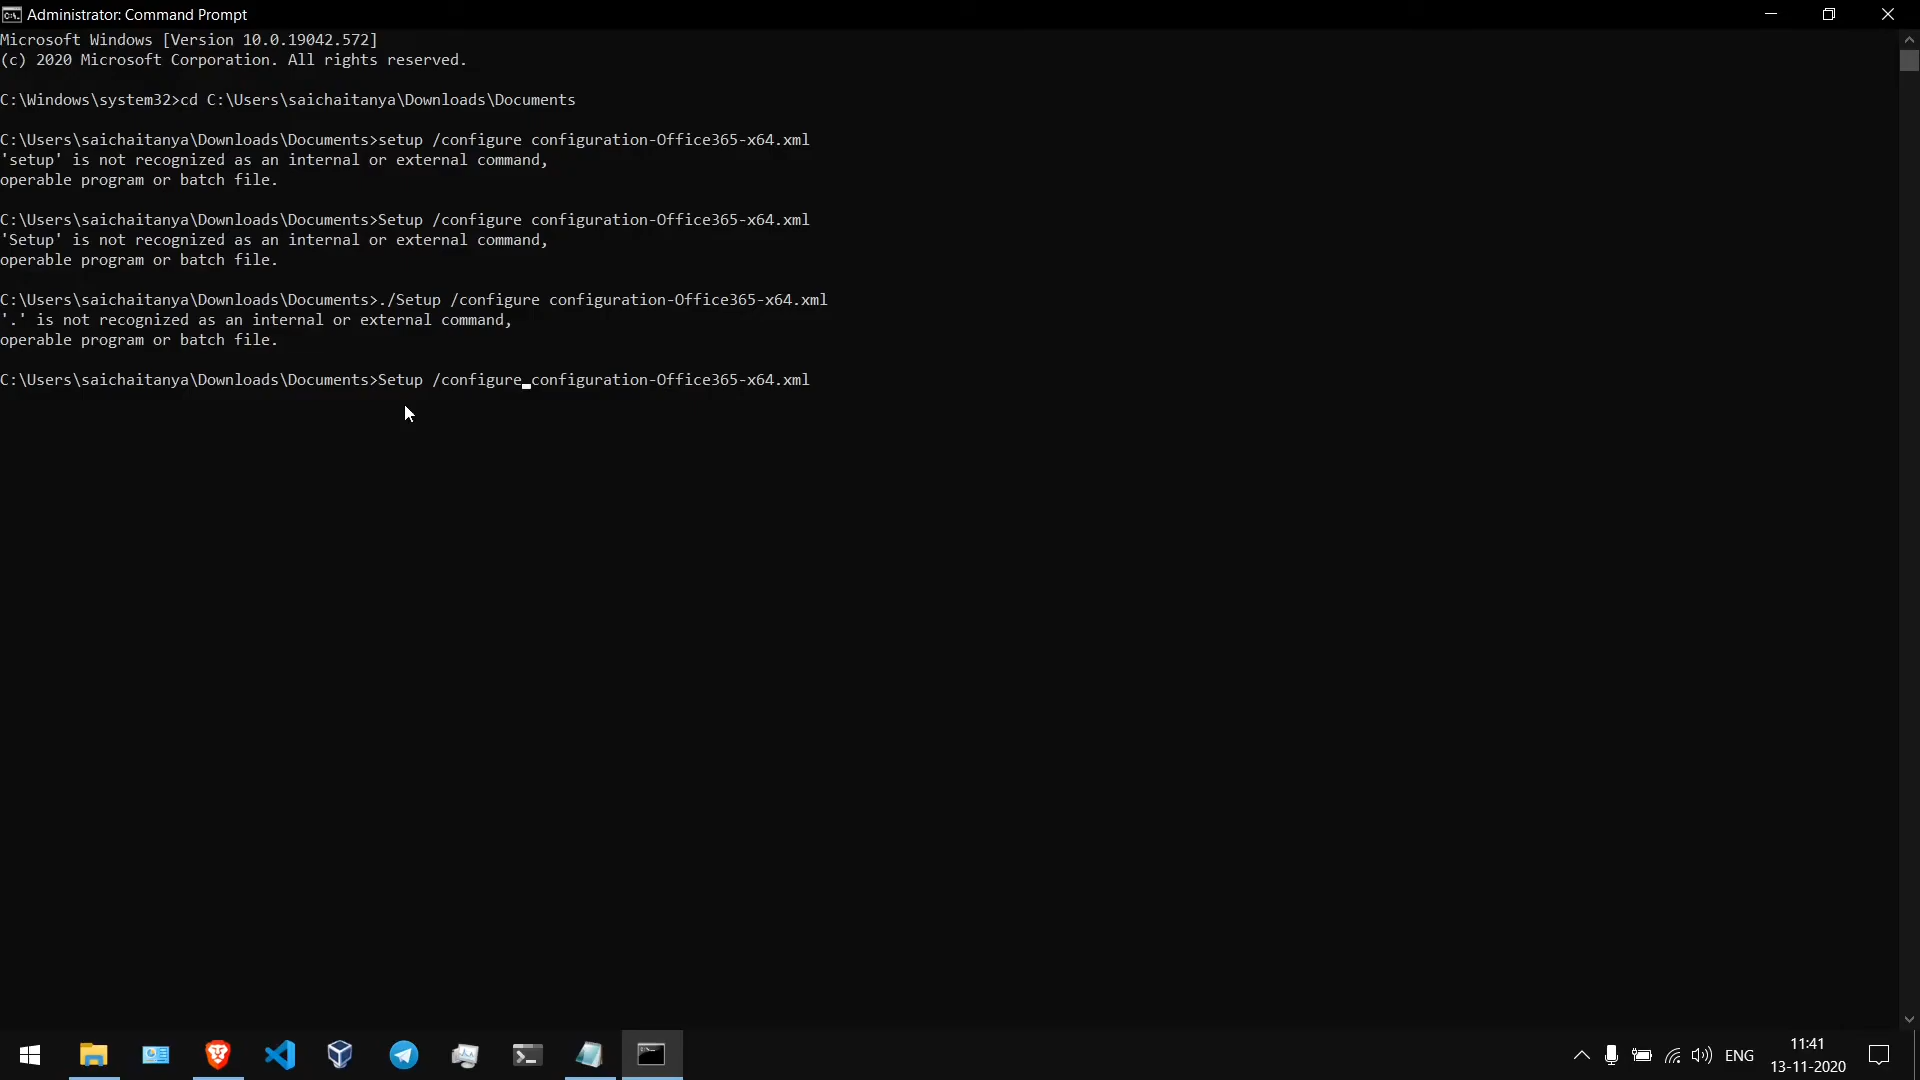 Administrator: Command Prompt
Microsoft Windows [Version 10.0.19042.572]
(c) 2020 Microsoft Corporation. All rights reserved.
C:\Windows\system32>cd C:\Users\saichaitanya\Downloads\Documents
C:\Users\saichaitanya\Downloads\Documents>setup /configure configuration-Office365-x64.xml
'setup' is not recognized as an internal or external command,
operable program or batch file.
C:\Users\saichaitanya\Downloads\Documents>Setup /configure configuration-Office365-x64.xml
'Setup' is not recognized as an internal or external command,
operable program or batch file.
C:\Users\saichaitanya\Downloads\Documents>./Setup /configure configuration-Office365-x64.xml
'.' is not recognized as an internal or external command,
operable program or batch file.
C:\Users\saichaitanya\Downloads\Documents>Setup /configure configuration-Office365-x64.xml
ENG
11:41
13-11-2020